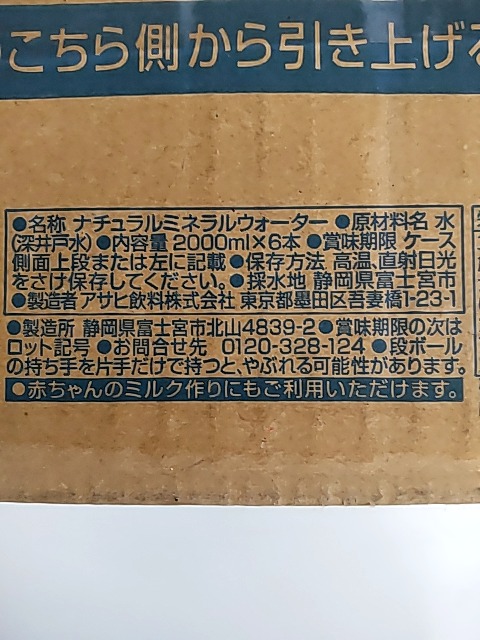 こちら側から引き上げる
●名称 ナチュラルミネラルウォーター ●原材料名 水
(深井戸水) ●内容量 2000ml×6本 ●賞味期限 ケース
側面上段または左に記載 ●保存方法 高温、直射日光
をさけ保存してください。 ●採水地 静岡県富士宮市
●製造者 アサヒ飲料株式会社 東京都墨田区吾妻橋1-23-1
●製造所 静岡県富士宮市北山4839-2●賞味期限の次は
ロット記号 ●お問合せ先 0120-328-124 ●段ボール
の持ち手を片手だけで持つと、やぶれる可能性があります。
●赤ちゃんのミルク作りにもご利用いただけます。